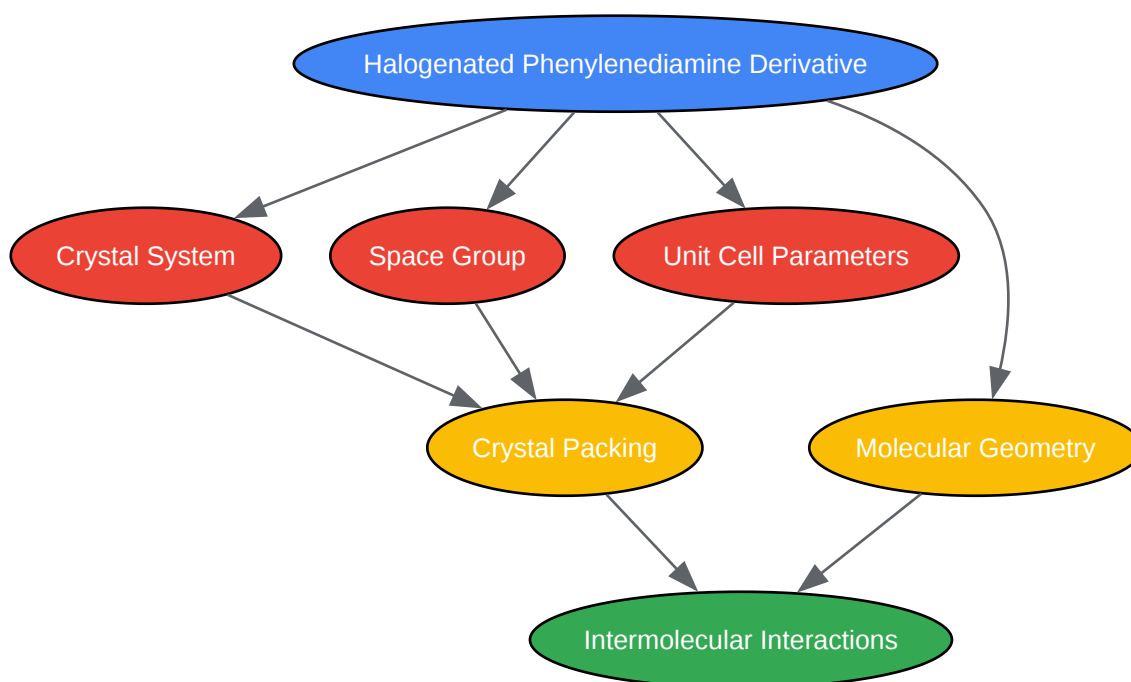 Halogenated Phenylenediamine Derivative
Crystal System
Space Group
Unit Cell Parameters
Crystal Packing
Molecular Geometry
Intermolecular Interactions